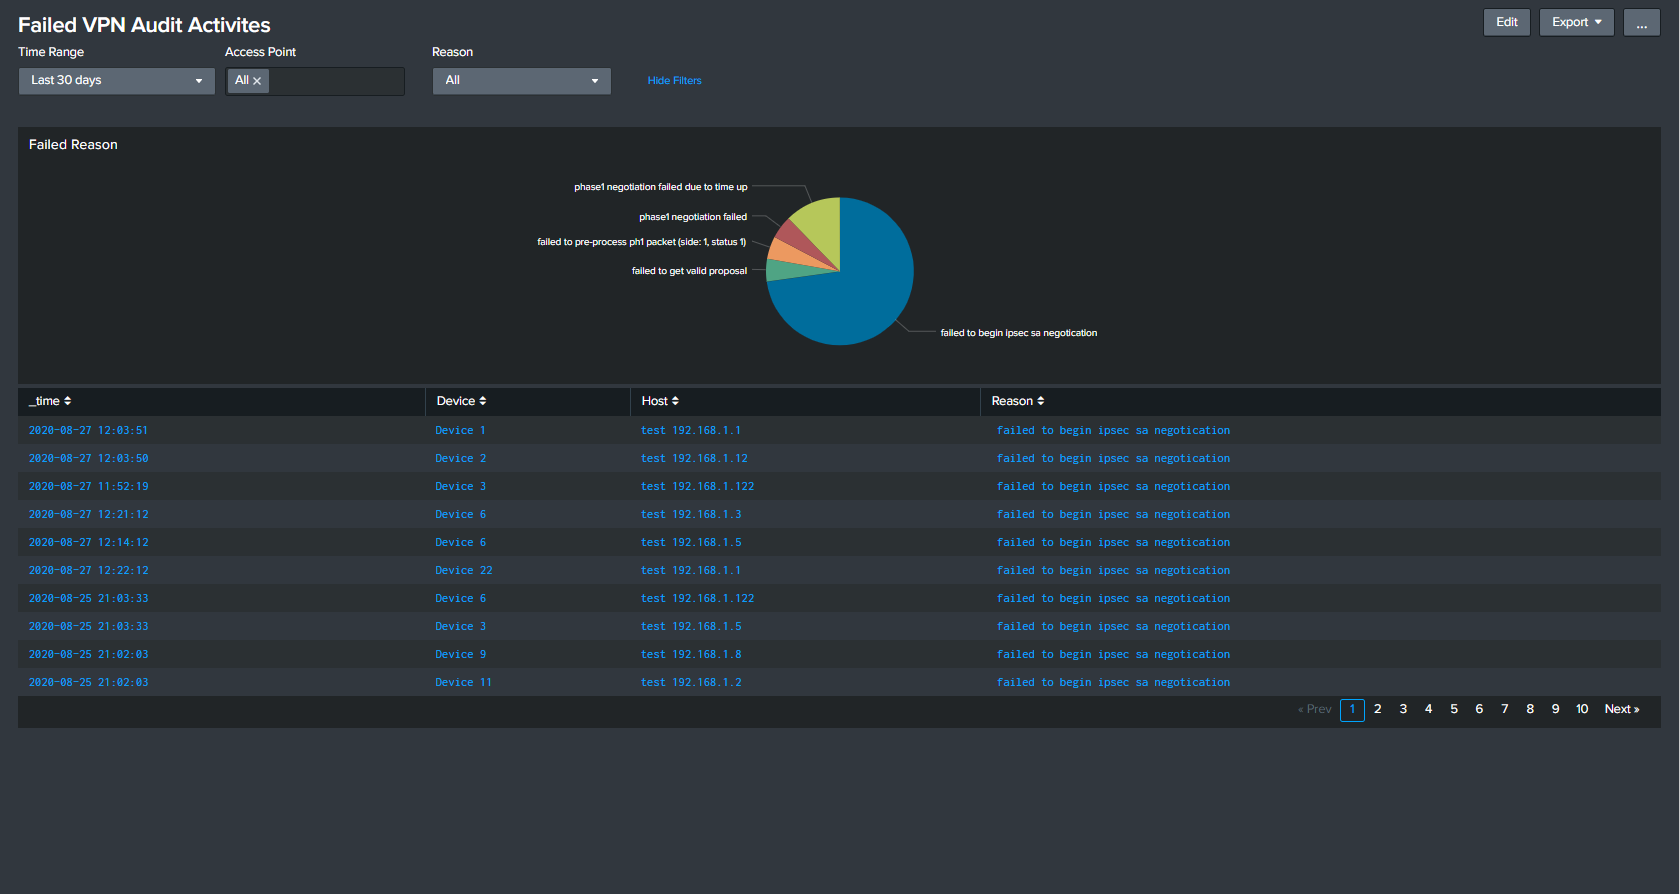 Failed VPN Audit Activites
Edit
Export
...
Time Range
Access Point
Reason
Last 30 days
All ×
All
Hide Filters
Failed Reason
phase1 negotiation failed due to time up
phase1 negotiation failed
failed to pre-process ph1 packet (side: 1, status 1)
failed to get valid proposal
failed to begin ipsec sa negotication
_time Device Host Reason
2020-08-27 12:03:51 Device 1 test 192.168.1.1 failed to begin ipsec sa negotication
2020-08-27 12:03:50 Device 2 test 192.168.1.12 failed to begin ipsec sa negotication
2020-08-27 11:52:19 Device 3 test 192.168.1.122 failed to begin ipsec sa negotication
2020-08-27 12:21:12 Device 6 test 192.168.1.3 failed to begin ipsec sa negotication
2020-08-27 12:14:12 Device 6 test 192.168.1.5 failed to begin ipsec sa negotication
2020-08-27 12:22:12 Device 22 test 192.168.1.1 failed to begin ipsec sa negotication
2020-08-25 21:03:33 Device 6 test 192.168.1.122 failed to begin ipsec sa negotication
2020-08-25 21:03:33 Device 3 test 192.168.1.5 failed to begin ipsec sa negotication
2020-08-25 21:02:03 Device 9 test 192.168.1.8 failed to begin ipsec sa negotication
2020-08-25 21:02:03 Device 11 test 192.168.1.2 failed to begin ipsec sa negotication
« Prev 1 2 3 4 5 6 7 8 9 10 Next »